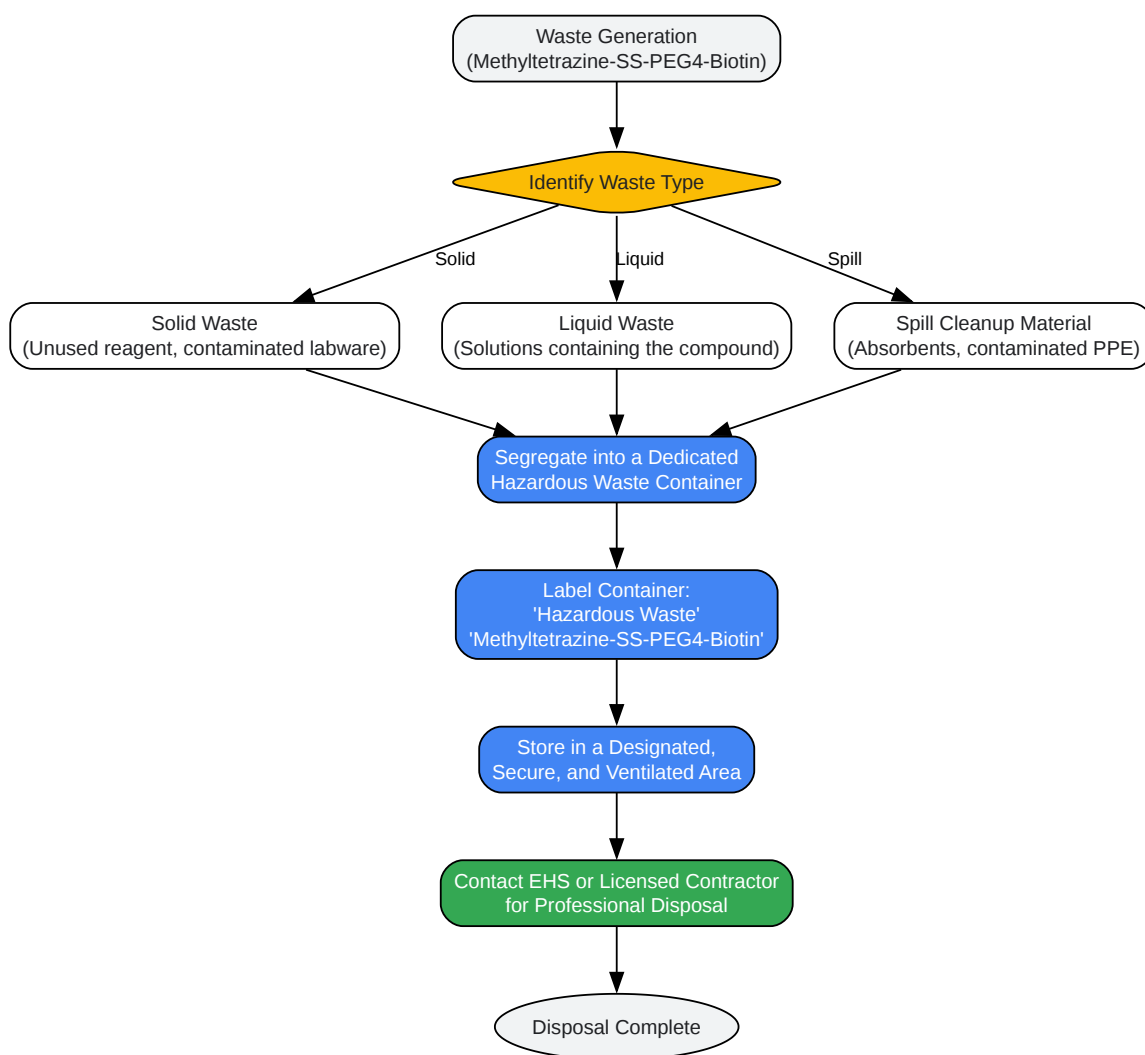 Waste Generation
(Methyltetrazine-SS-PEG4-Biotin)
Identify Waste Type
Solid
Liquid
Spill
Solid Waste
(Unused reagent, contaminated labware)
Liquid Waste
(Solutions containing the compound)
Spill Cleanup Material
(Absorbents, contaminated PPE)
Segregate into a Dedicated
Hazardous Waste Container
Label Container:
'Hazardous Waste'
'Methyltetrazine-SS-PEG4-Biotin'
Store in a Designated,
Secure, and Ventilated Area
Contact EHS or Licensed Contractor
for Professional Disposal
Disposal Complete